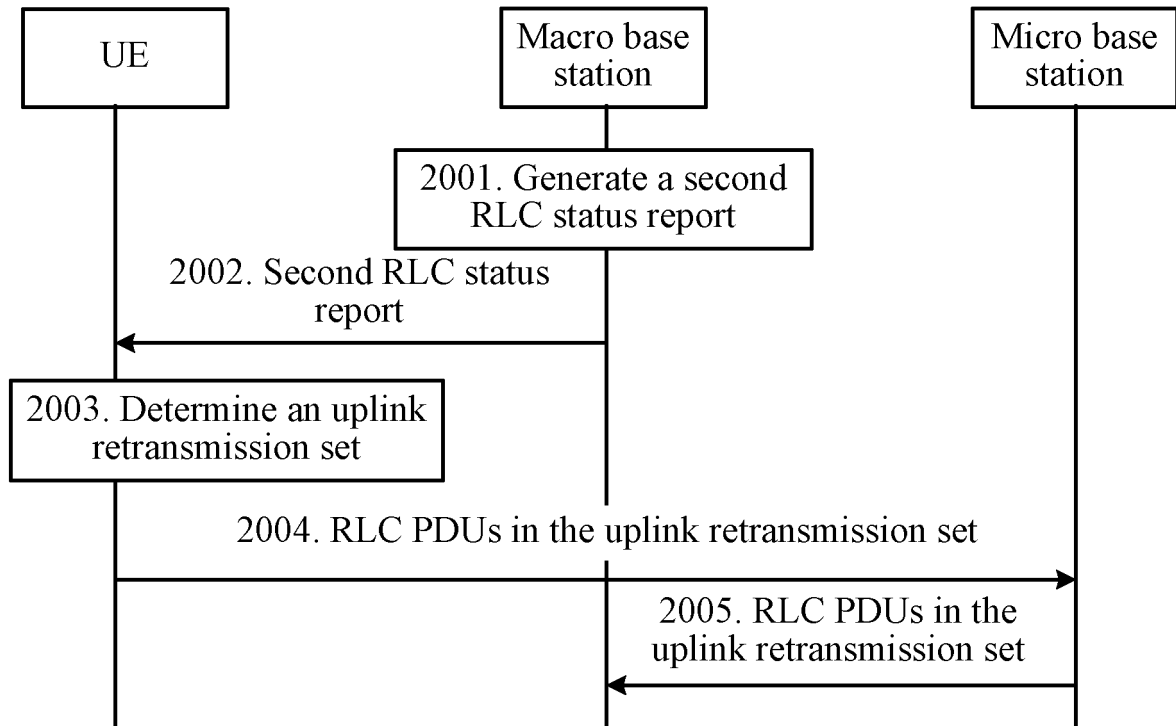 UE
Macro base
station
Micro base
station
2001. Generate a second
RLC status report
2002. Second RLC status
report
2003. Determine an uplink
retransmission set
2004. RLC PDUs in the uplink retransmission set
2005. RLC PDUs in the
uplink retransmission set